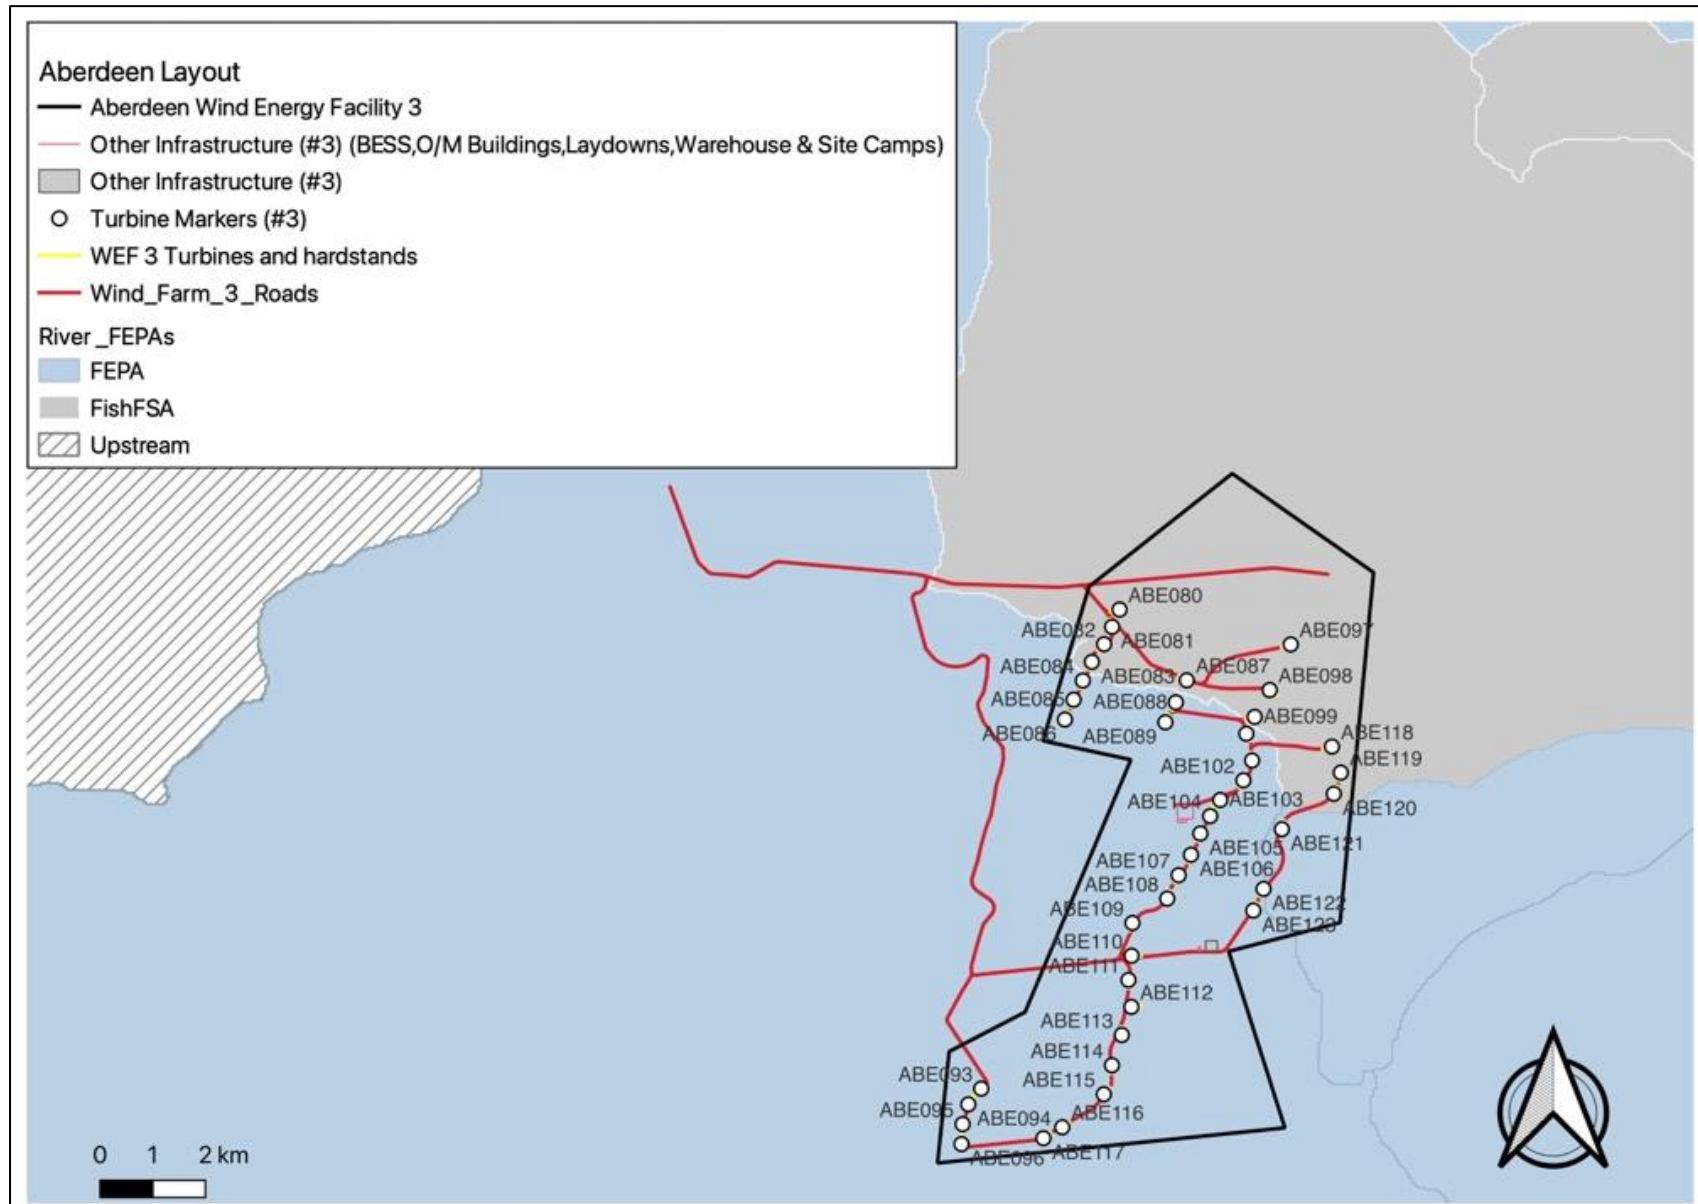 Aberdeen Layout
Aberdeen Wind Energy Facility 3
Other Infrastructure (#3) (BESS,O/M Buildings,Laydowns,Warehouse & Site Camps)
Other Infrastructure (#3)
Turbine Markers (#3)
WEF 3 Turbines and hardstands
Wind_Farm_3_Roads
River_FEPAs
FEPA
FishFSA
Upstream
ABE080
ABE082
ABE081
ABE097
ABE084
ABE083
ABE087
ABE098
ABE085
ABE088
ABE099
ABE086
ABE089
ABE118
ABE119
ABE102
ABE104
ABE103
ABE120
ABE121
ABE105
ABE107
ABE106
ABE108
ABE122
ABE109
ABE123
ABE110
ABE111
ABE112
ABE113
ABE114
ABE093
ABE115
ABE095
ABE094
ABE116
ABE096
ABE117
0 1 2 km